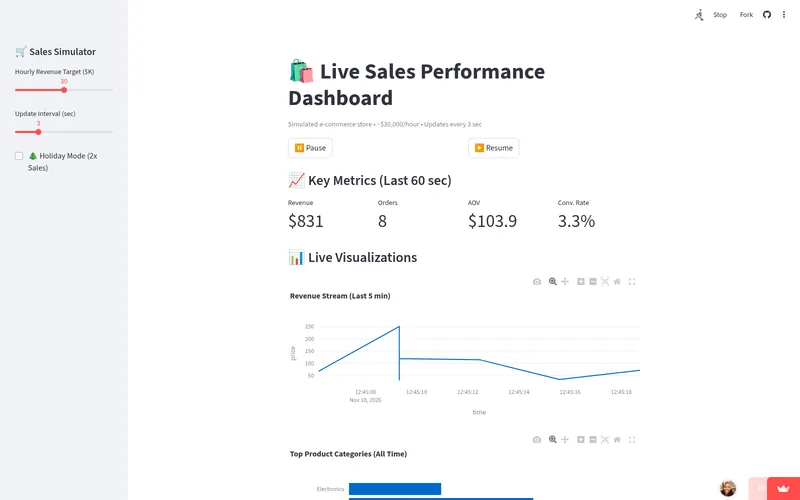 Stop
Fork
🛒 Sales Simulator
Hourly Revenue Target ($K)
30
Update Interval (sec)
3
🎄 Holiday Mode (2x
Sales)
🛍️ Live Sales Performance
Dashboard
Simulated e-commerce store • ~$30,000/hour • Updates every 3 sec
⏸️ Pause
▶️ Resume
📈 Key Metrics (Last 60 sec)
Revenue
Orders
AOV
Conv. Rate
$831
8
$103.9
3.3%
📊 Live Visualizations
Revenue Stream (Last 5 min)
250
200
150
100
50
price
12:45:08
12:45:10
12:45:12
12:45:14
12:45:16
12:45:18
Nov 18, 2025
time
Top Product Categories (All Time)
Electronics